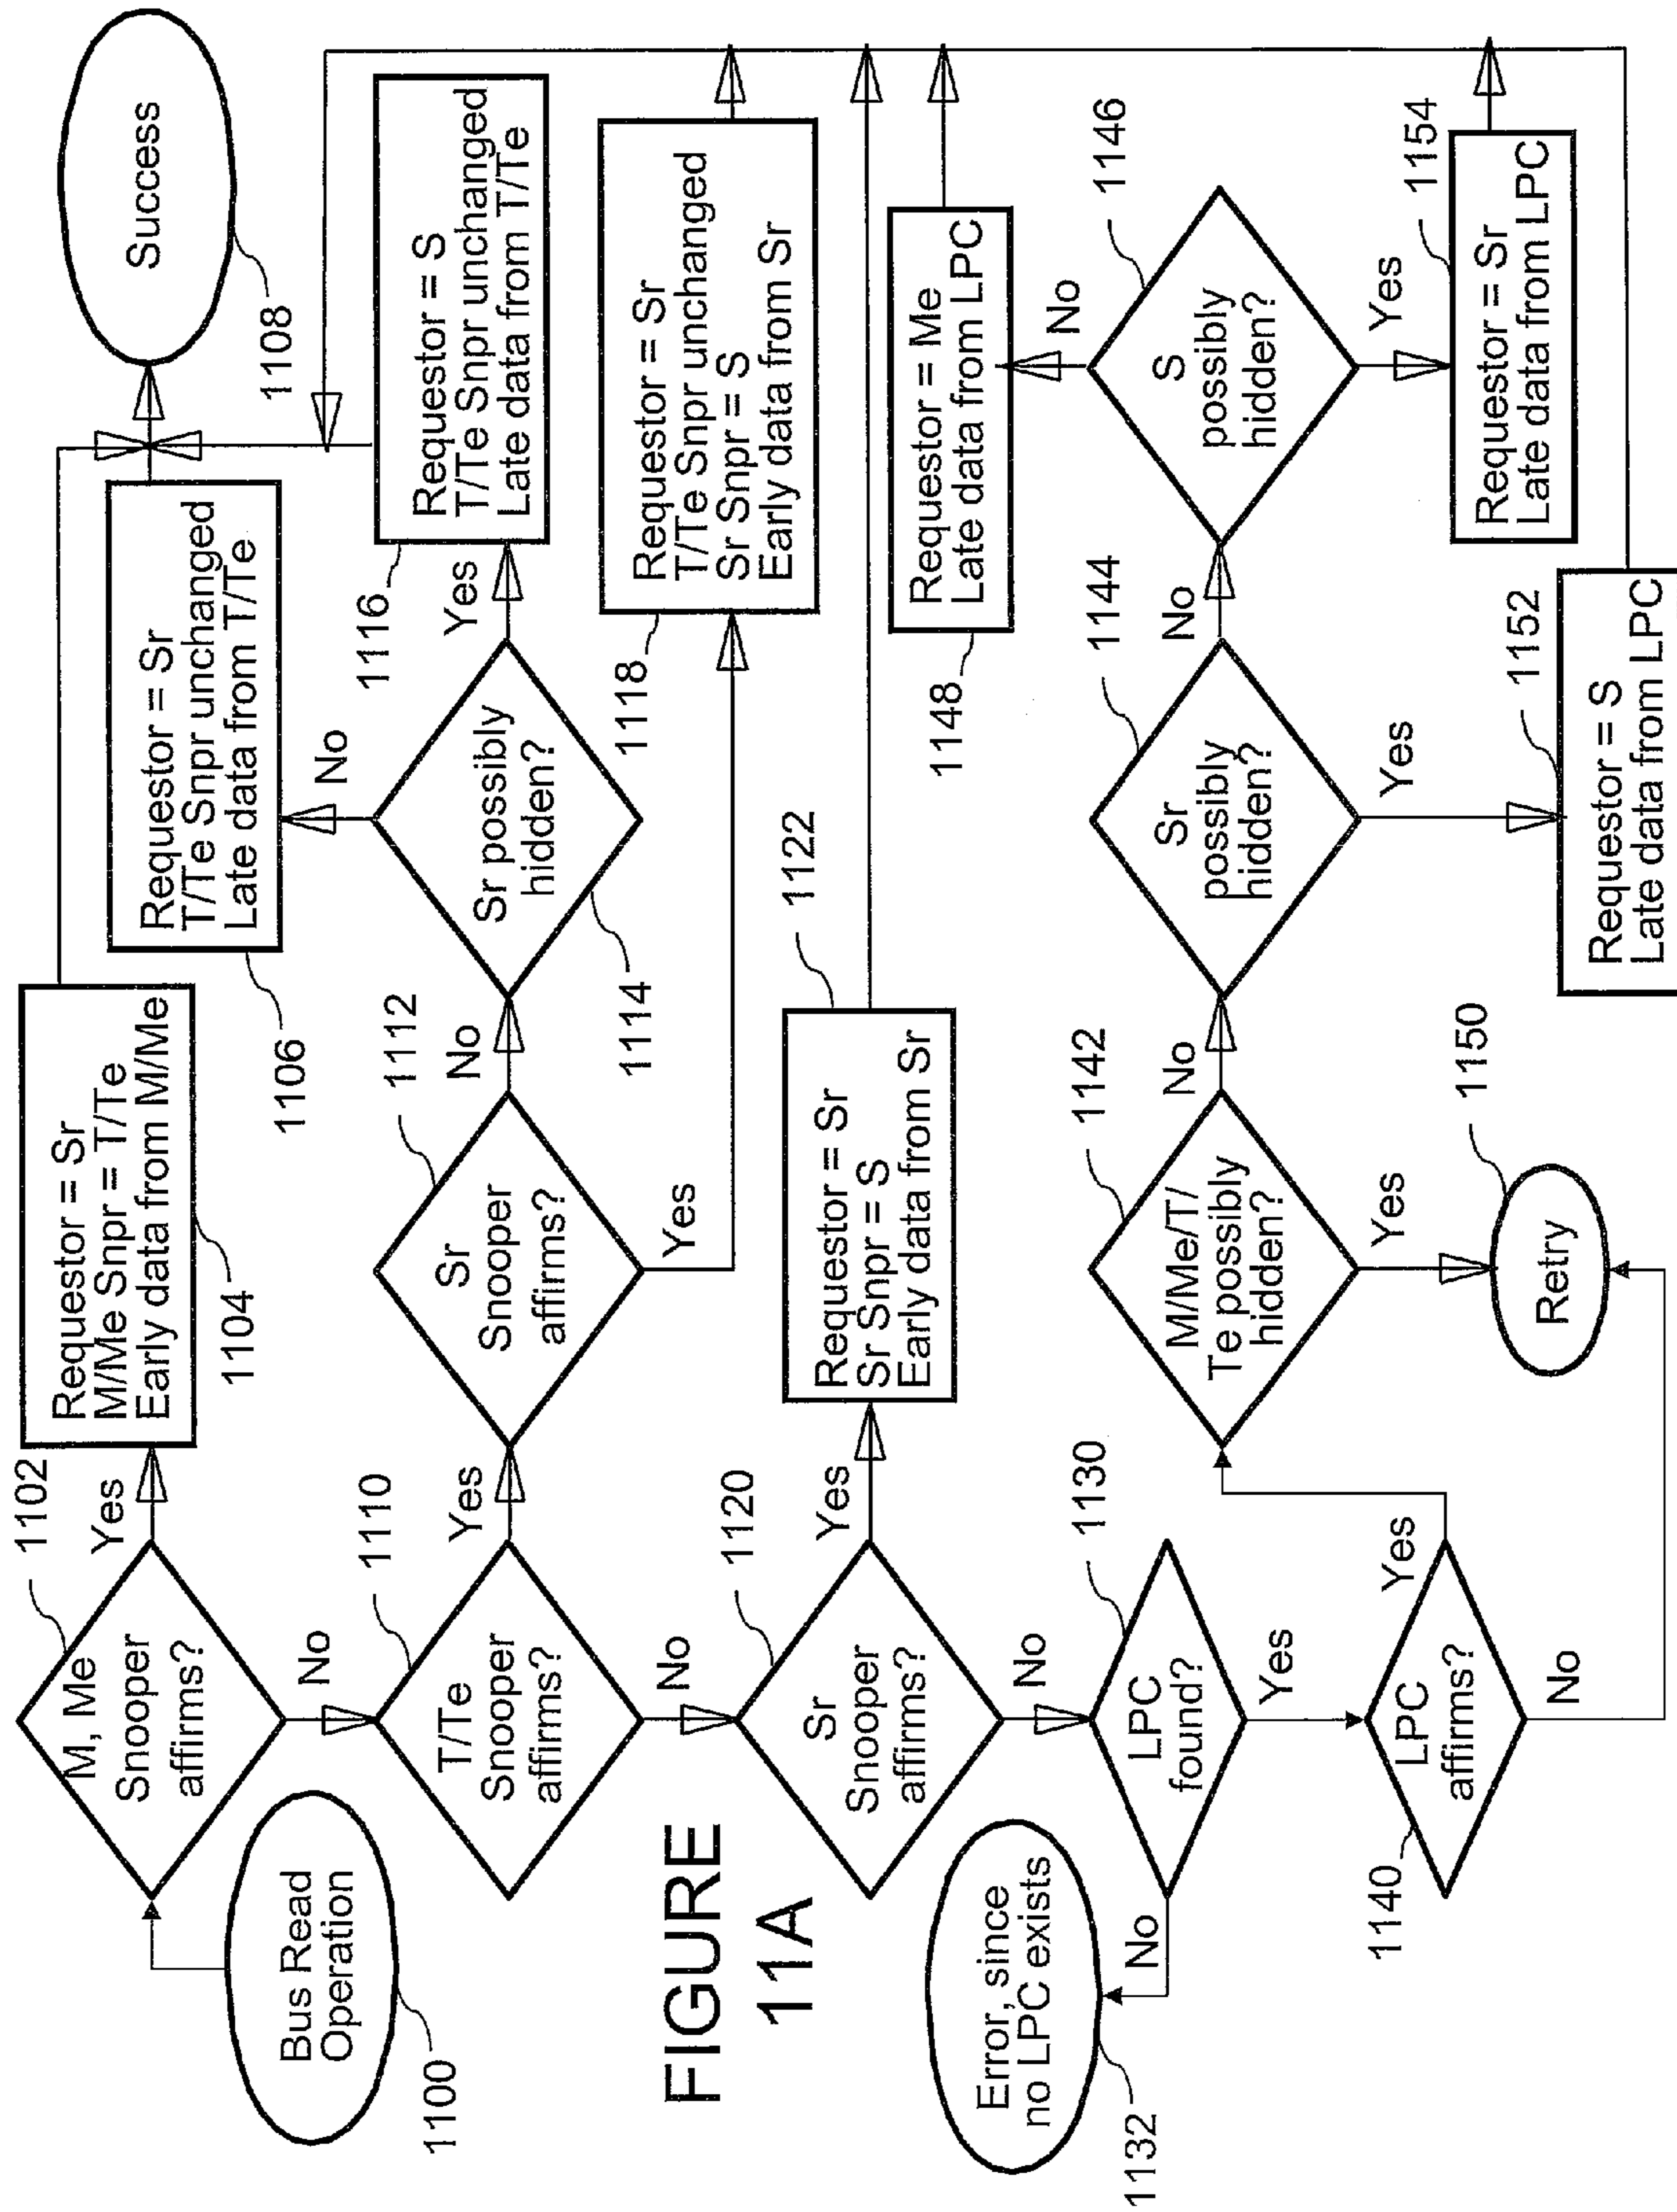 1102
M, Me
Snooper
affirms?
Yes
No
Requestor = Sr
M/Me Snpr = T/Te
Early data from M/Me
1104
Requestor = Sr
T/Te Snpr unchanged
Late data from T/Te
1106
Success
1108
Bus Read
Operation
1100
1110
T/Te
Snooper
affirms?
Yes
No
1112
Sr
Snooper
affirms?
No
Yes
1114
Sr possibly
hidden?
No
Yes
1116
Requestor = S
T/Te Snpr unchanged
Late data from T/Te
1118
Requestor = Sr
T/Te Snpr unchanged
Sr Snpr = S
Early data from Sr
FIGURE
11A
1120
Sr
Snooper
affirms?
Yes
No
1122
Requestor = Sr
Sr Snpr = S
Early data from Sr
1148
Requestor = Me
Late data from LPC
Error, since
no LPC exists
1132
No
1130
LPC
found?
Yes
1142
M/Me/T/
Te possibly
hidden?
No
Yes
1144
Sr
possibly
hidden?
No
Yes
1146
S
possibly
hidden?
No
Yes
1140
LPC
affirms?
Yes
No
1150
Retry
1152
Requestor = S
Late data from LPC
1154
Requestor = Sr
Late data from LPC